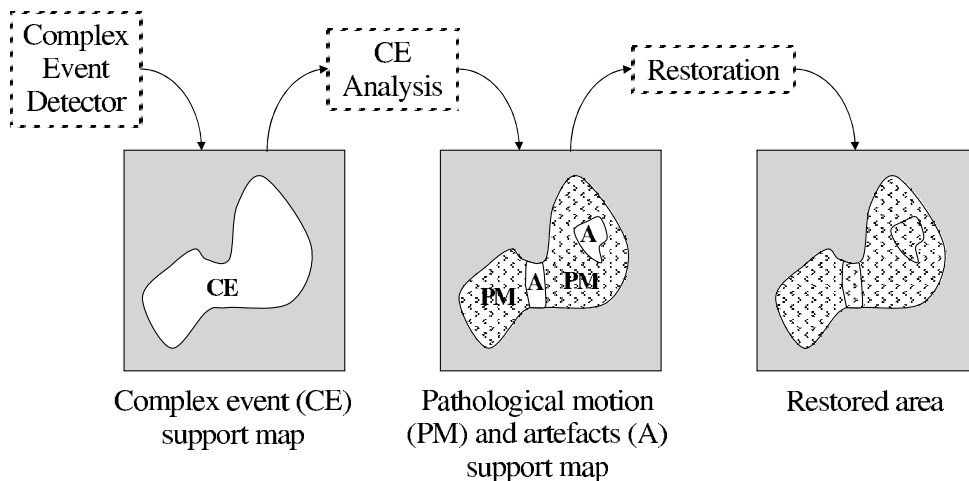 Complex
Event
Detector
CE
Analysis
Restoration
CE
A
PM
A
PM
Complex event (CE)
support map
Pathological motion
(PM) and artefacts (A)
support map
Restored area